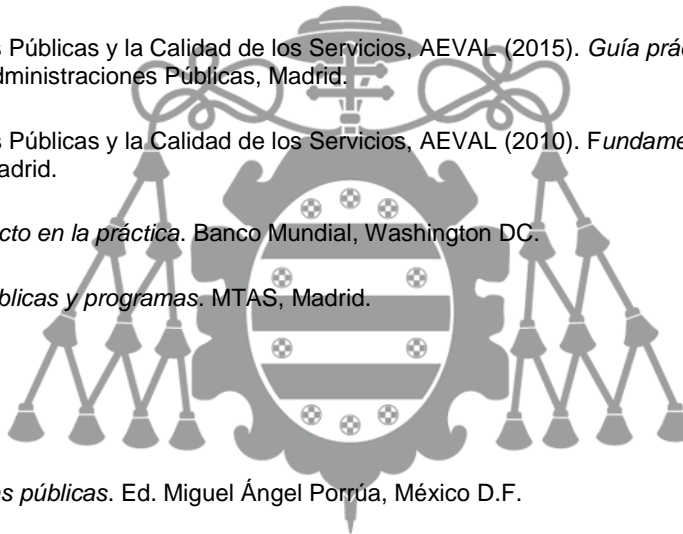 s Públicas y la Calidad de los Servicios, AEVAL (2015). Guía prác
dministraciones Públicas, Madrid.
s Públicas y la Calidad de los Servicios, AEVAL (2010). Fundame
adrid.
cto en la práctica. Banco Mundial, Washington DC.
blicas y programas. MTAS, Madrid.
as públicas. Ed. Miguel Ángel Porrúa, México D.F.